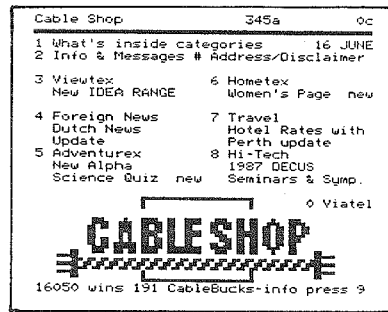 Cable Shop 345a 0c
1 What's inside categories 16 JUNE
2 Info & Messages # Address/Disclaimer
3 Viewtex 6 Hometex
New IDEA RANGE Women's Page new
4 Foreign News 7 Travel
Dutch News Hotel Rates with
Update Perth update
5 Adventurex 8 Hi-Tech
New Alpha 1987 DECUS
Science Quiz new Seminars & Symp.
0 Viatel
CABLESHOP
16050 wins 191 CableBucks-info press 9